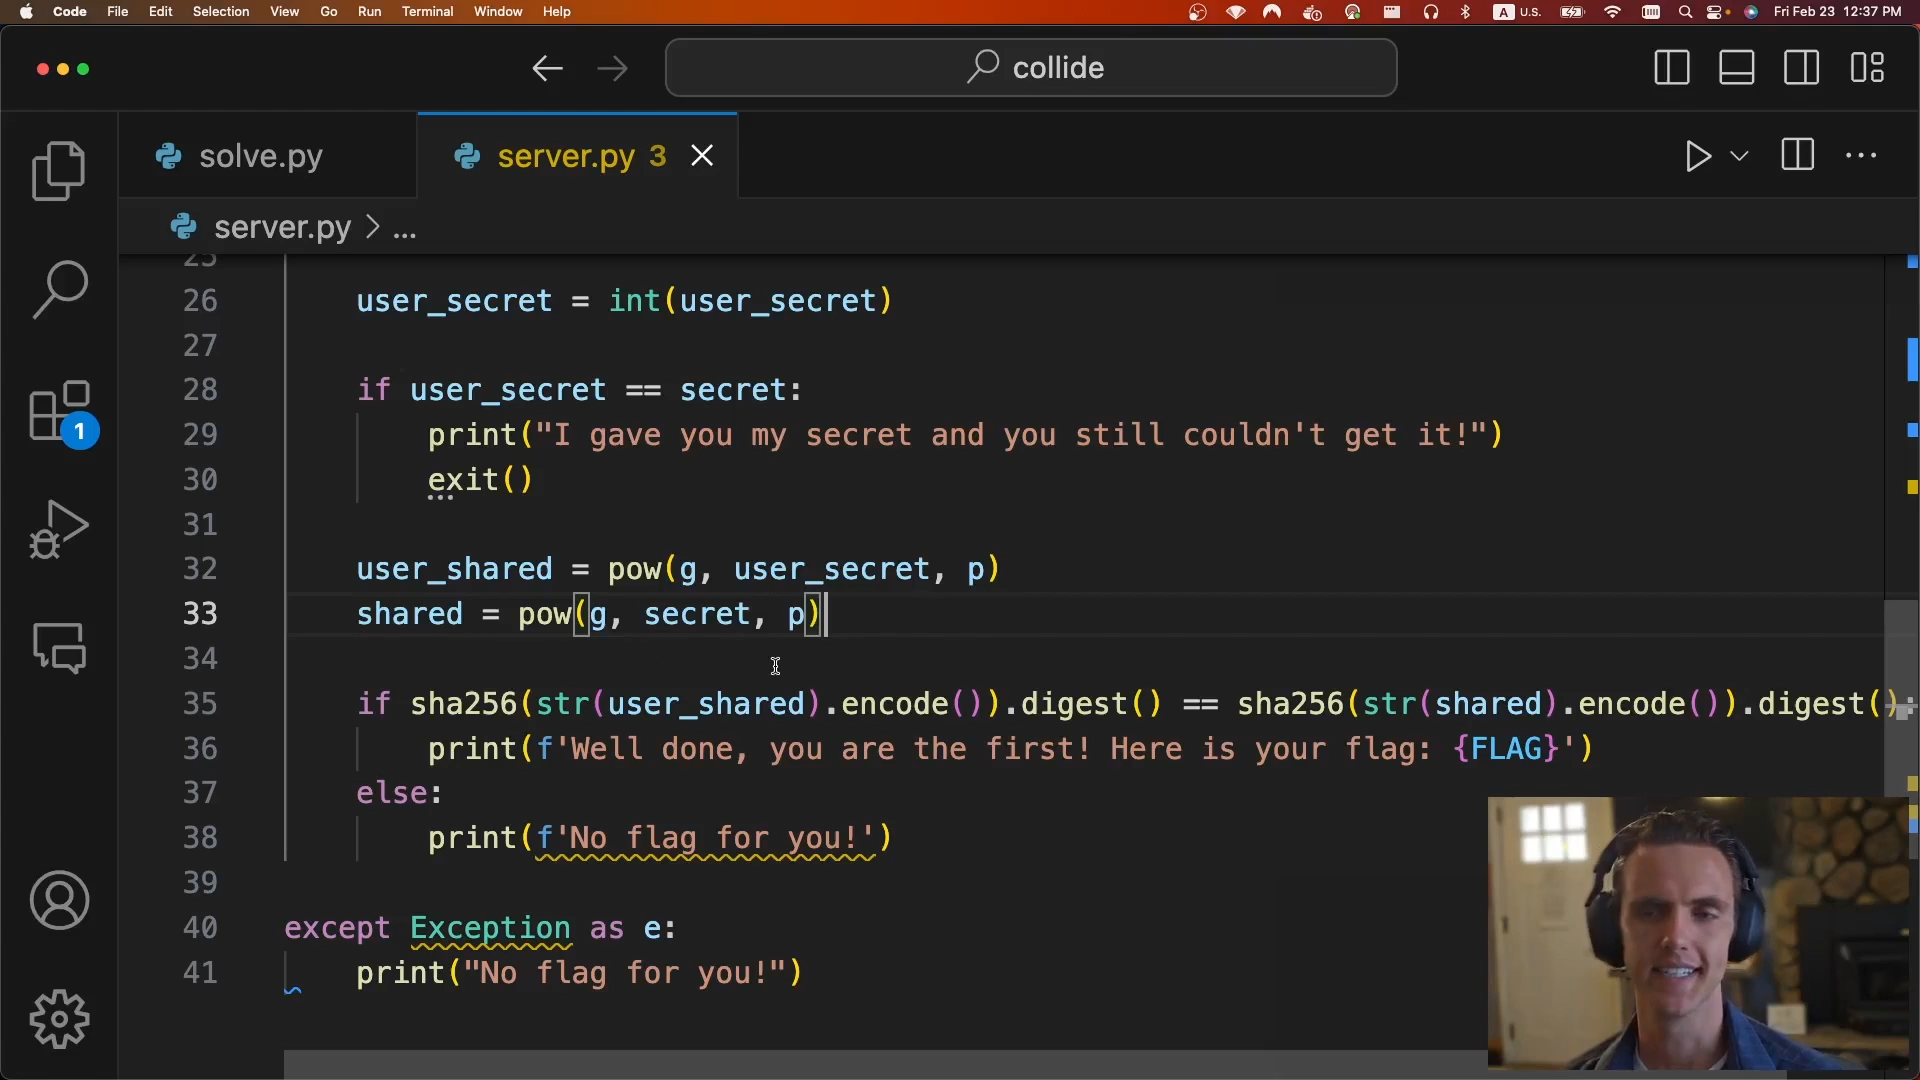 Code File Edit Selection View Go Run Terminal Window Help A U.S. Fri Feb 23 12:37 PM
collide
solve.py server.py 3
server.py > ...
25
26 user_secret = int(user_secret)
27
28 if user_secret == secret:
29 print("I gave you my secret and you still couldn't get it!")
30 exit()
31
32 user_shared = pow(g, user_secret, p)
33 shared = pow(g, secret, p)
34
35 if sha256(str(user_shared).encode()).digest() == sha256(str(shared).encode()).digest():
36 print(f'Well done, you are the first! Here is your flag: {FLAG}')
37 else:
38 print(f'No flag for you!')
39
40 except Exception as e:
41 print("No flag for you!")
1